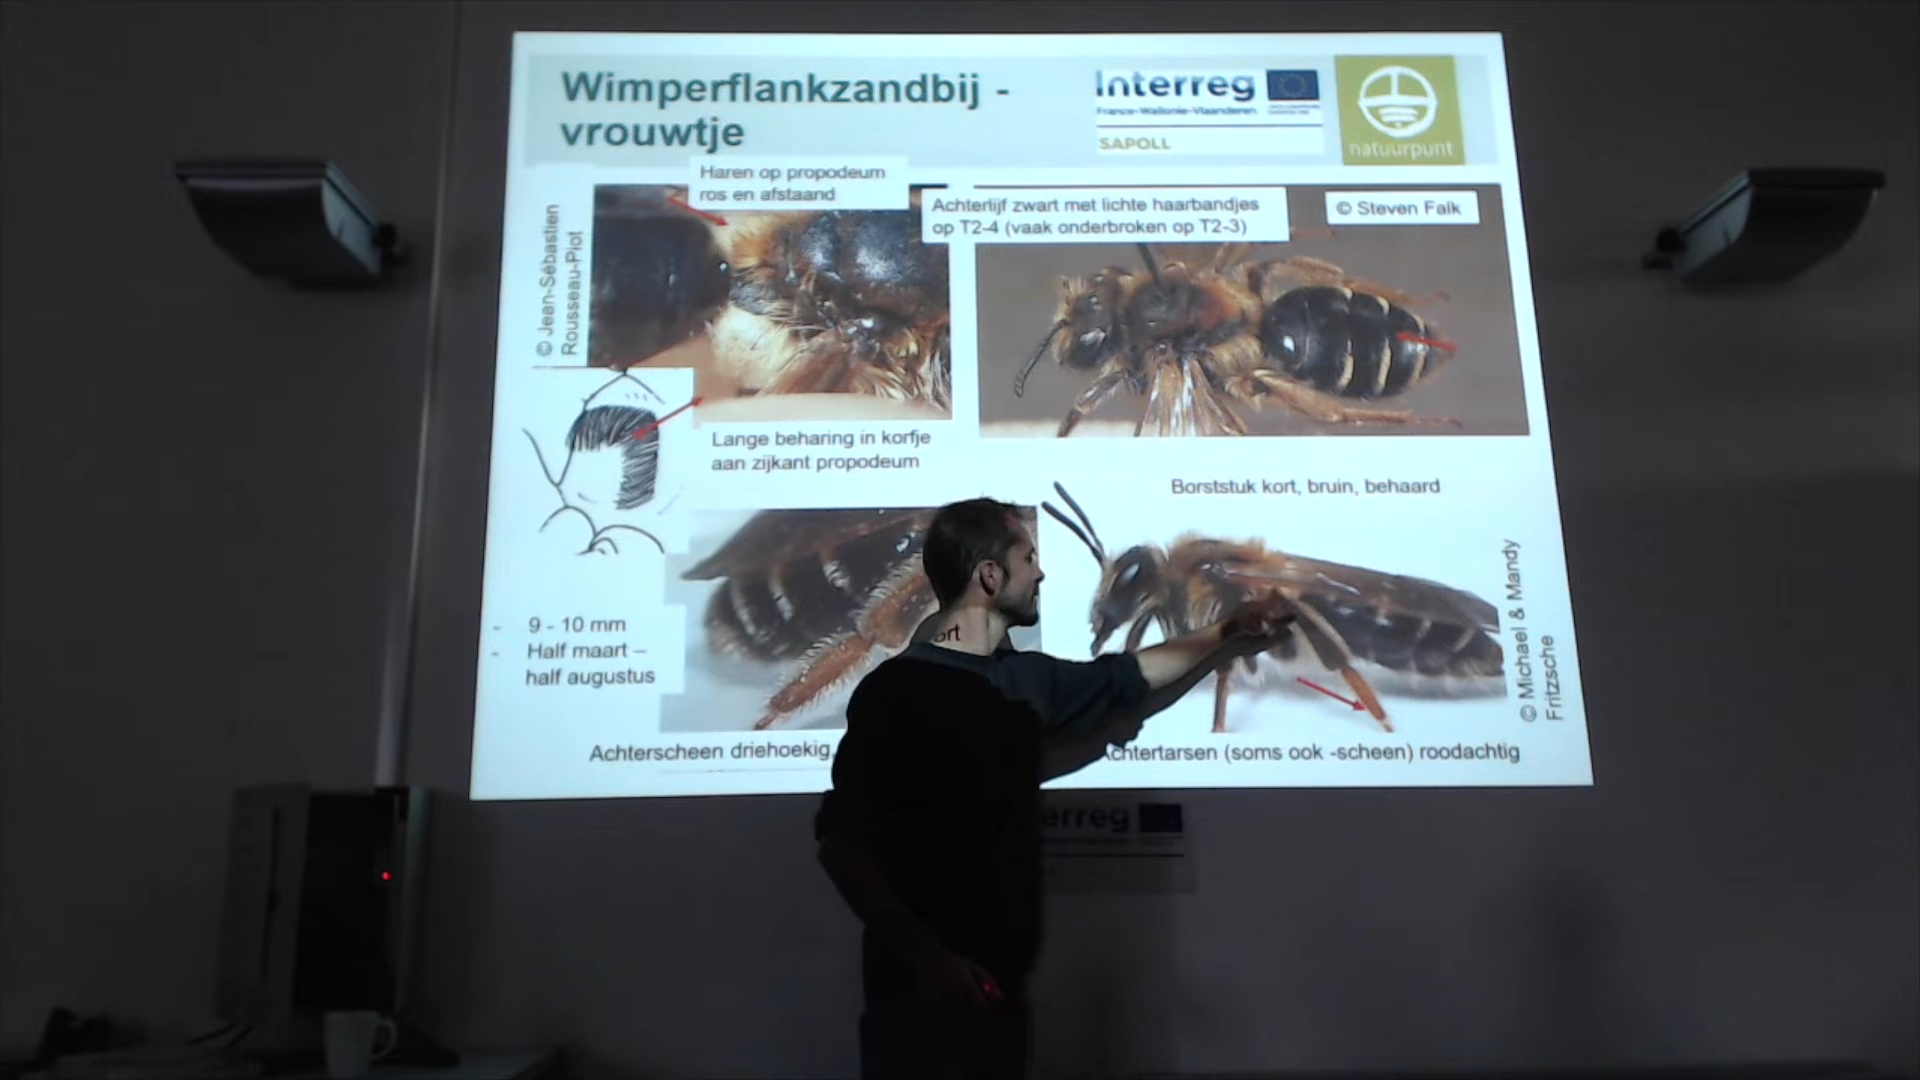 Wimperflankzandbij -
vrouwtje
Interreg
France-Wallonie-Vlaanderen
SAPOLL
natuurpunt
Haren op propodeum
ros en afstaand
Achterlijf zwart met lichte haarbandjes
op T2-4 (vaak onderbroken op T2-3)
© Steven Falk
© Jean-Sébastien
Rousseau-Piot
Lange beharing in korfje
aan zijkant propodeum
Borststuk kort, bruin, behaard
- 9 - 10 mm
- Half maart –
half augustus
© Michael & Mandy
Fritzsche
Achterscheen driehoekig,
ort
chtertarsen (soms ook -scheen) roodachtig
erreg